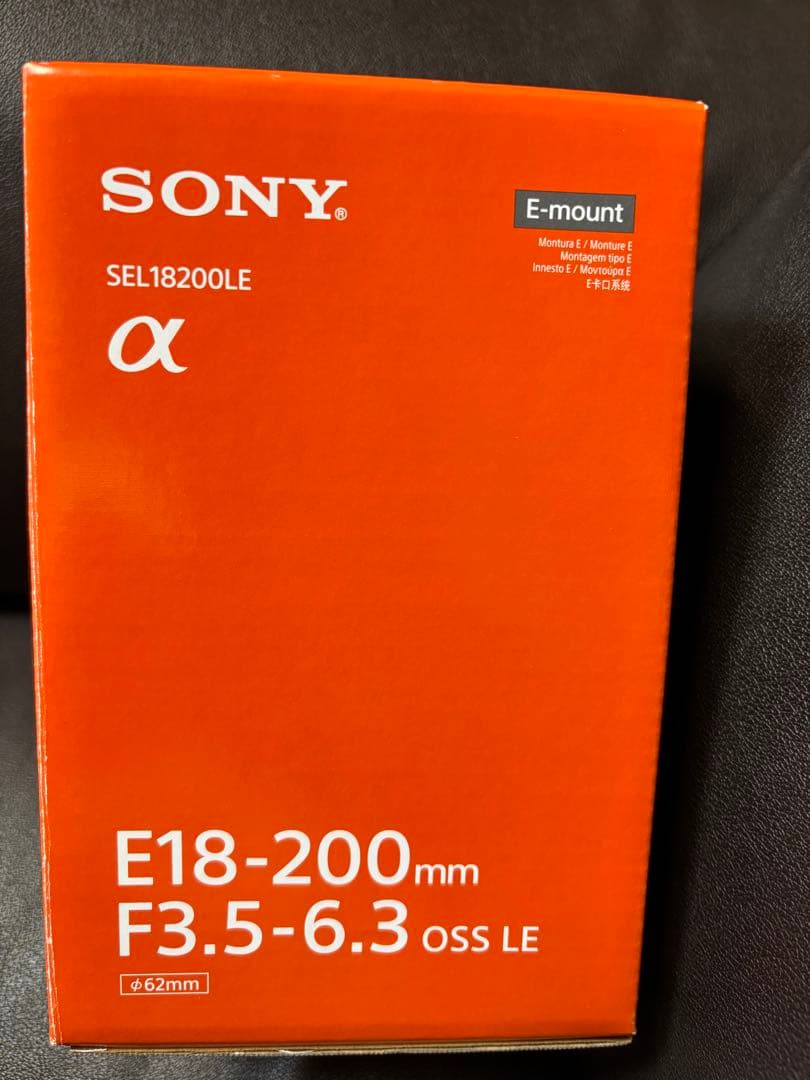 SONY®
E-mount
Montura E / Monture E
Montagem tipo E
Innesto E / Μοντούρα E
E卡口系统
SEL18200LE
α
E18-200mm
F3.5-6.3 OSS LE
ϕ62mm